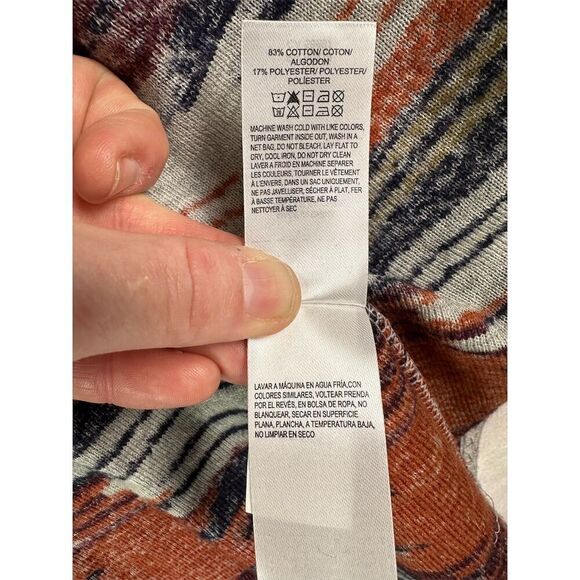 83% COTTON/ COTON/
ALGODON
17% POLYESTER/ POLYESTER/
POLÍESTER
MACHINE WASH COLD WITH LIKE COLORS,
TURN GARMENT INSIDE OUT, WASH IN A
NET BAG, DO NOT BLEACH, LAY FLAT TO
DRY, COOL IRON, DO NOT DRY CLEAN
LAVER A FROID EN MACHINE SEPARER
LES COULEURS, TOURNER LE VÊTEMENT
À L'ENVERS, DANS UN SAC UNIQUEMENT,
NE PAS JAVELLISER, SÉCHER À PLAT, FER
À BASSE TEMPÉRATURE, NE PAS
NETTOYER À SEC
LAVAR A MÁQUINA EN AGUA FRÍA,CON
COLORES SIMILARES, VOLTEAR PRENDA
POR EL REVÉS, EN BOLSA DE ROPA, NO
BLANQUEAR, SECAR EN SUPERFICIE
PLANA, PLANCHA, A TEMPERATURA BAJA,
NO LIMPIAR EN SECO